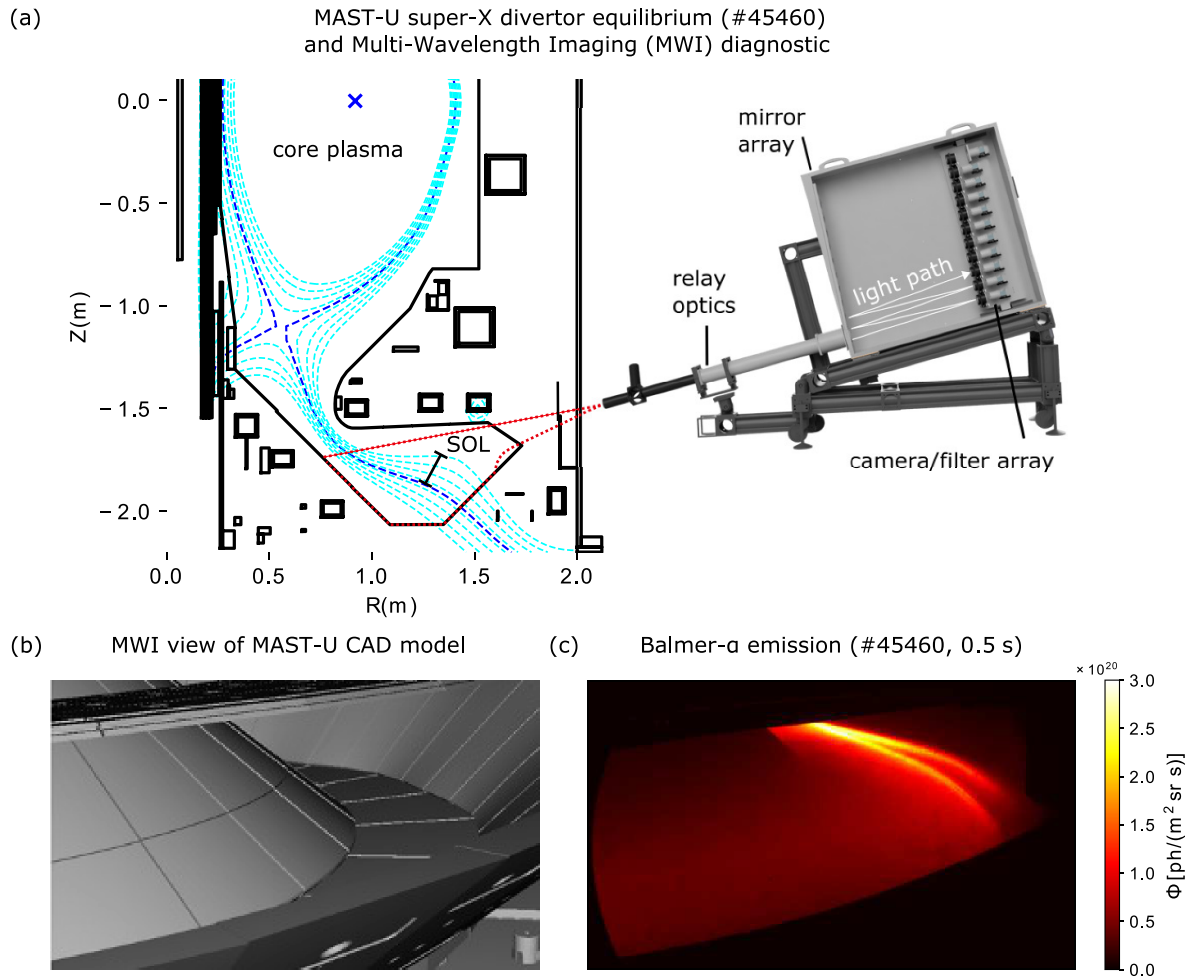 (a)
MAST-U super-X divertor equilibrium (#45460)
and Multi-Wavelength Imaging (MWI) diagnostic
0.0
− 0.5
− 1.0
− 1.5
− 2.0
Z(m)
0.0
0.5
1.0
1.5
2.0
R(m)
core plasma
SOL
mirror
array
relay
optics
light path
camera/filter array
(b)
MWI view of MAST-U CAD model
(c)
Balmer-α emission (#45460, 0.5 s)
× 10²⁰
3.0
2.5
2.0
1.5
1.0
0.5
0.0
Φ [ph/(m² sr s)]